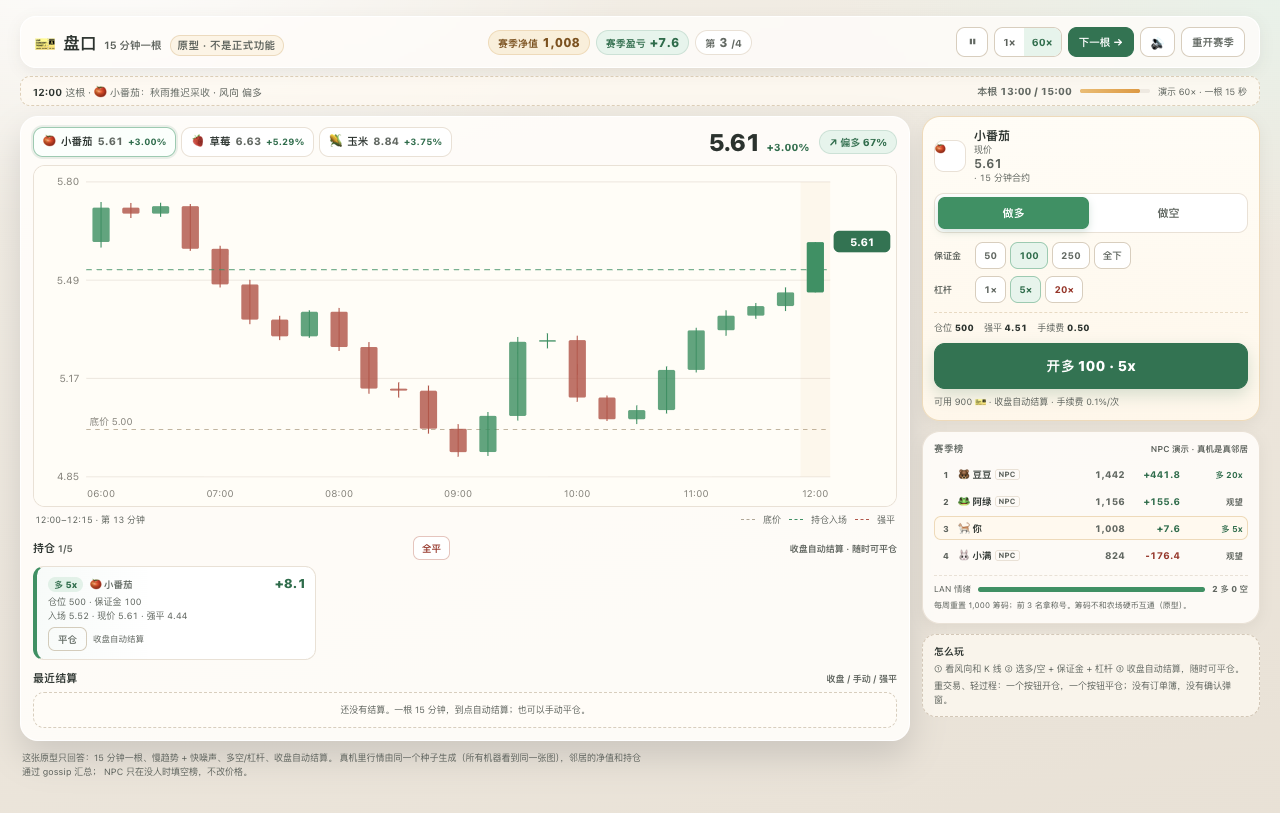 盘口 15 分钟一根 原型 · 不是正式功能
赛季净值 1,008 赛季盈亏 +7.6 第 3 /4
1× 60× 下一根 → 重开赛季
12:00 这根 · 小番茄：秋雨推迟采收 · 风向 偏多
本根 13:00 / 15:00 演示 60× · 一根 15 秒
小番茄 5.61 +3.00%
草莓 6.63 +5.29%
玉米 8.84 +3.75%
5.61 +3.00% ↗ 偏多 67%
5.80
5.61
5.49
5.17
底价 5.00
4.85
06:00 07:00 08:00 09:00 10:00 11:00 12:00
12:00–12:15 · 第 13 分钟
底价 持仓入场 强平
持仓 1/5 全平 收盘自动结算 · 随时可平仓
多 5x 小番茄 +8.1
仓位 500 · 保证金 100
入场 5.52 · 现价 5.61 · 强平 4.44
平仓 收盘自动结算
最近结算 收盘 / 手动 / 强平
还没有结算。一根 15 分钟，到点自动结算；也可以手动平仓。
这张原型只回答：15 分钟一根、慢趋势 + 快噪声、多空/杠杆、收盘自动结算。 真机里行情由同一个种子生成（所有机器看到同一张图），邻居的净值和持仓
通过 gossip 汇总； NPC 只在没人时填空榜，不改价格。
小番茄
现价
5.61
· 15 分钟合约
做多 做空
保证金 50 100 250 全下
杠杆 1× 5× 20×
仓位 500 强平 4.51 手续费 0.50
开多 100 · 5x
可用 900 · 收盘自动结算 · 手续费 0.1%/次
赛季榜 NPC 演示 · 真机是真邻居
1 豆豆 NPC 1,442 +441.8 多 20x
2 阿绿 NPC 1,156 +155.6 观望
3 你 1,008 +7.6 多 5x
4 小满 NPC 824 -176.4 观望
LAN 情绪 2 多 0 空
每周重置 1,000 筹码；前 3 名拿称号。筹码不和农场硬币互通（原型）。
怎么玩
① 看风向和 K 线 ② 选多/空 + 保证金 + 杠杆 ③ 收盘自动结算，随时可平仓。
重交易，轻过程：一个按钮开仓，一个按钮平仓；没有订单簿，没有确认弹
窗。